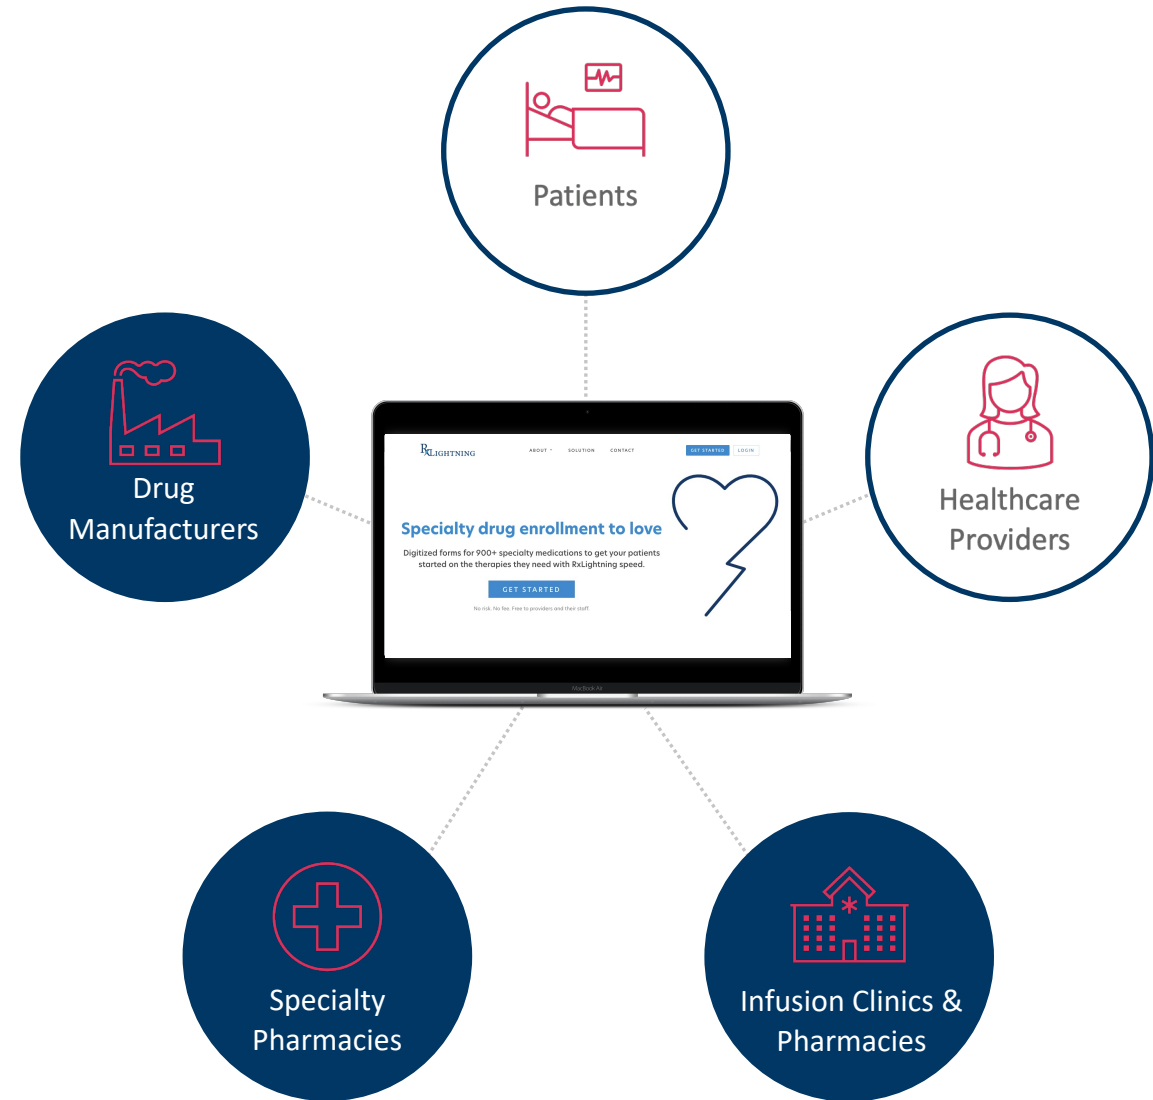 Patients
Drug
Manufacturers
Healthcare
Providers
RxLIGHTNING
ABOUT
SOLUTION
CONTACT
GET STARTED
LOGIN
Specialty drug enrollment to love
Digitized forms for 900+ specialty medications to get your patients
started on the therapies they need with RxLightning speed.
GET STARTED
No risk. No fee. Free to providers and their staff.
MacBook Air
Specialty
Pharmacies
Infusion Clinics &
Pharmacies